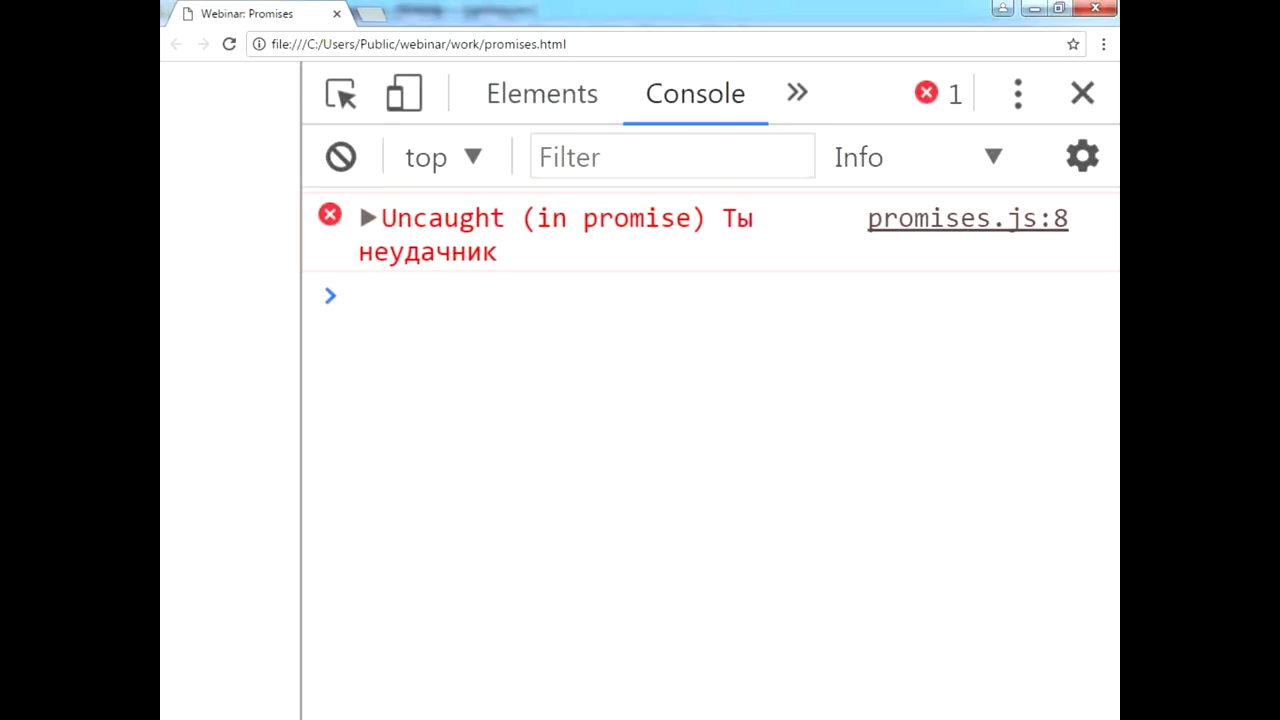 Webinar: Promises
file:///C:/Users/Public/webinar/work/promises.html
Elements Console 1
top Filter Info
Uncaught (in promise) Ты promises.js:8
неудачник